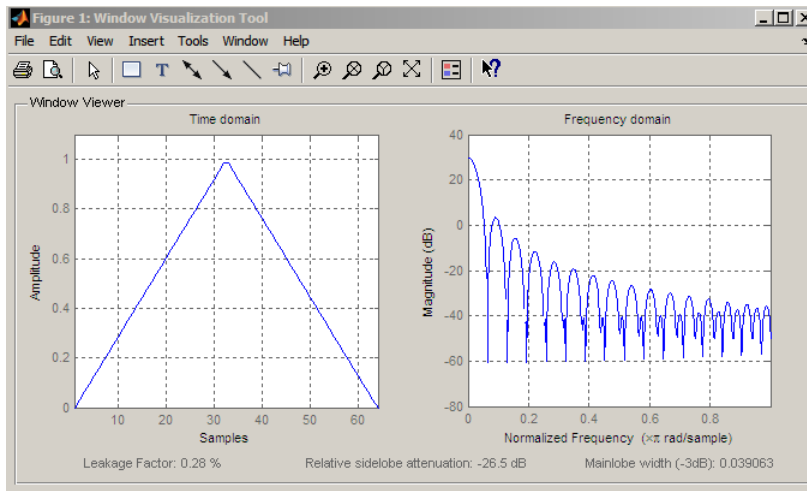 Figure 1: Window Visualization Tool
File Edit View Insert Tools Window Help
T
Window Viewer
Time domain
1
0.8
0.6
0.4
0.2
0
10 20 30 40 50 60
Amplitude
Samples
Frequency domain
40
20
0
-20
-40
-60
-80
0 0.2 0.4 0.6 0.8
Magnitude (dB)
Normalized Frequency (×π rad/sample)
Leakage Factor: 0.28 % Relative sidelobe attenuation: -26.5 dB Mainlobe width (-3dB): 0.039063